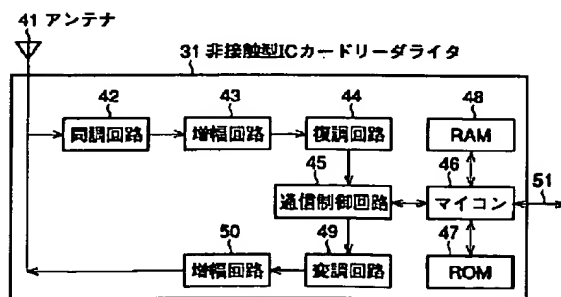 41 アンテナ
31 非接触型ICカードリーダライタ
42
43
44
48
同調回路
増幅回路
復調回路
RAM
45
46
51
通信制御回路
マイコン
50
49
47
増幅回路
変調回路
ROM